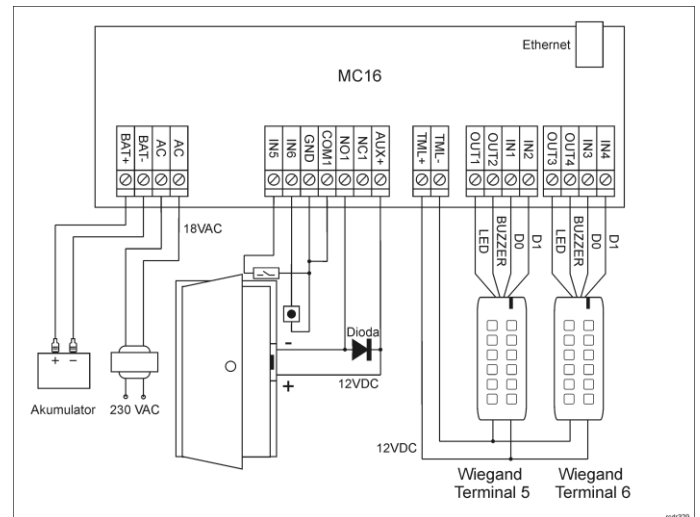 Ethernet
MC16
BAT+ BAT- AC AC
IN5 IN6 GND COM1 NO1 NC1 AUX+
TML+ TML-
OUT1 OUT2 IN1 IN2
OUT3 OUT4 IN3 IN4
18VAC
LED BUZZER D0 D1
LED BUZZER D0 D1
Dioda
-
+
12VDC
+ -
Akumulator
230 VAC
12VDC
Wiegand
Terminal 5
Wiegand
Terminal 6